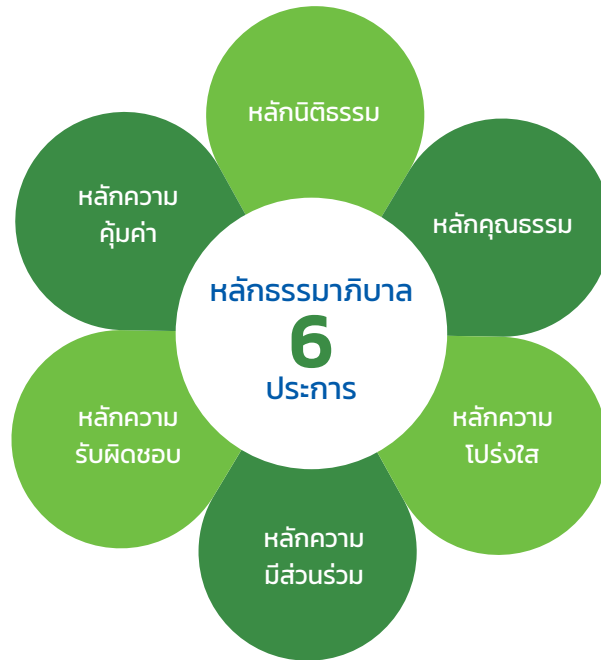 หลักนิติธรรม
หลักคุณธรรม
หลักความ
โปร่งใส
หลักความ
มีส่วนร่วม
หลักความ
รับผิดชอบ
หลักความ
คุ้มค่า
หลักธรรมาภิบาล
6
ประการ